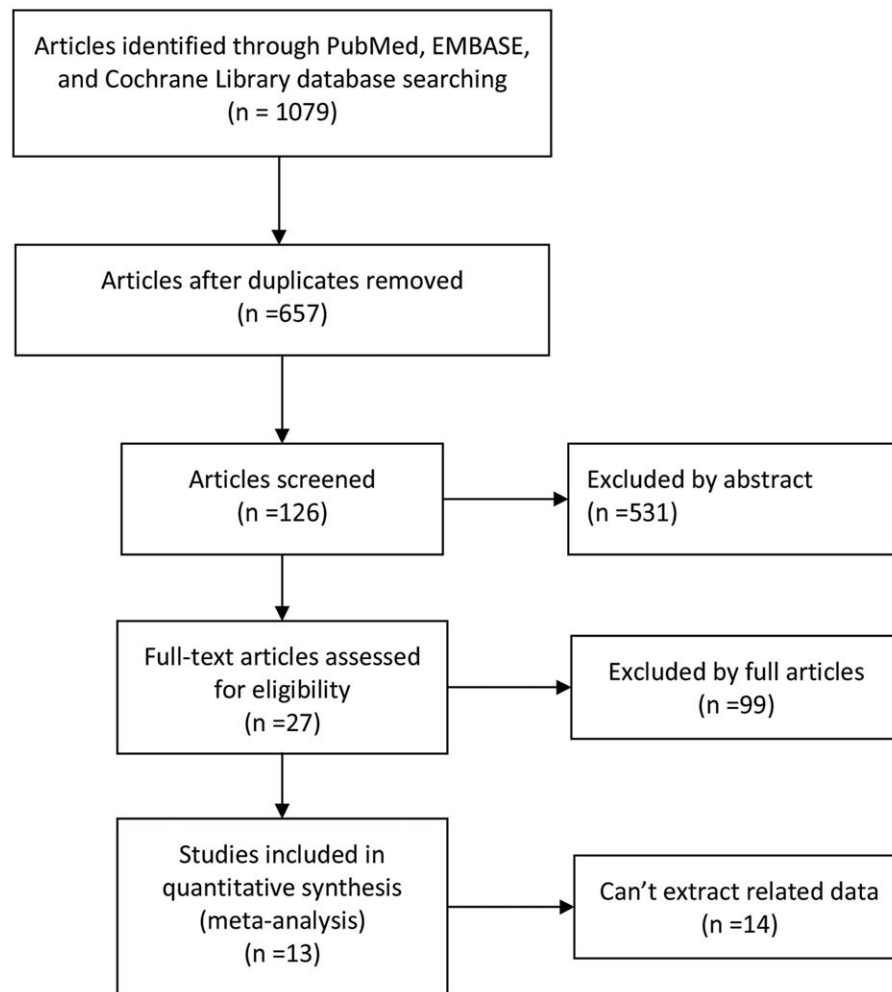 Articles identified through PubMed, EMBASE,
and Cochrane Library database searching
(n = 1079)
Articles after duplicates removed
(n =657)
Articles screened
(n =126)
Excluded by abstract
(n =531)
Full-text articles assessed
for eligibility
(n =27)
Excluded by full articles
(n =99)
Studies included in
quantitative synthesis
(meta-analysis)
(n =13)
Can’t extract related data
(n =14)